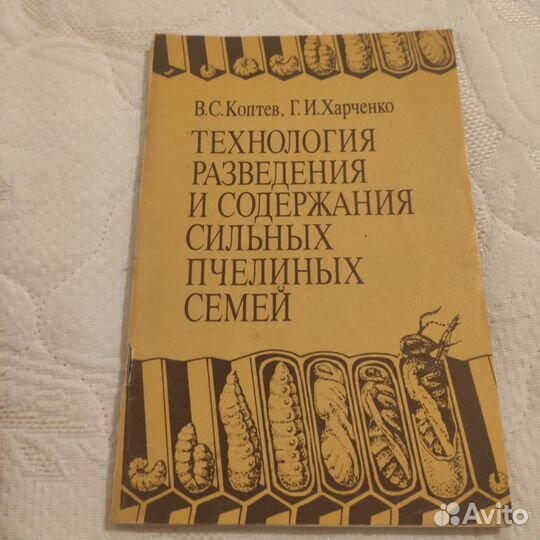 В.С.Коптев, Г.И.Харченко
ТЕХНОЛОГИЯ
РАЗВЕДЕНИЯ
И СОДЕРЖАНИЯ
СИЛЬНЫХ
ПЧЕЛИНЫХ
СЕМЕЙ
Avito